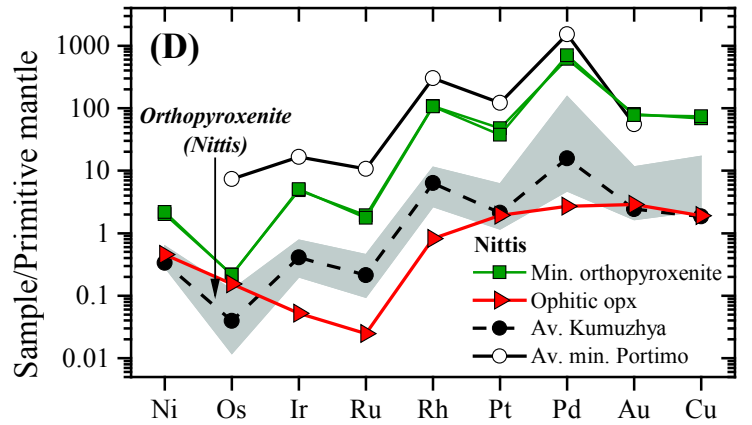 (D)
Orthopyroxenite
(Nittis)
Sample/Primitive mantle
1000
100
10
1
0.1
0.01
Nittis
Min. orthopyroxenite
Ophitic opx
Av. Kumuzhya
Av. min. Portimo
Ni Os Ir Ru Rh Pt Pd Au Cu